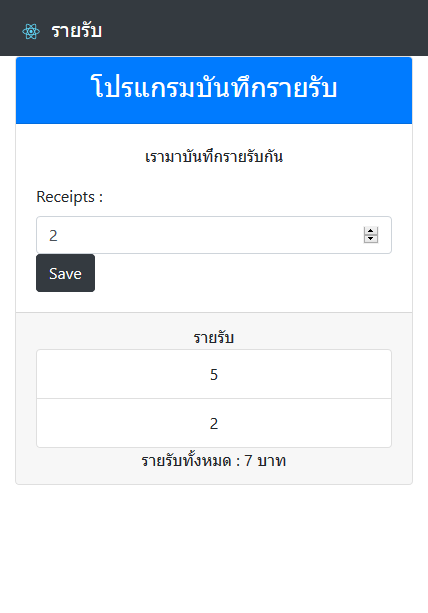 รายรับ
โปรแกรมบันทึกรายรับ
เรามาบันทึกรายรับกัน
Receipts :
2
Save
รายรับ
5
2
รายรับทั้งหมด : 7 บาท